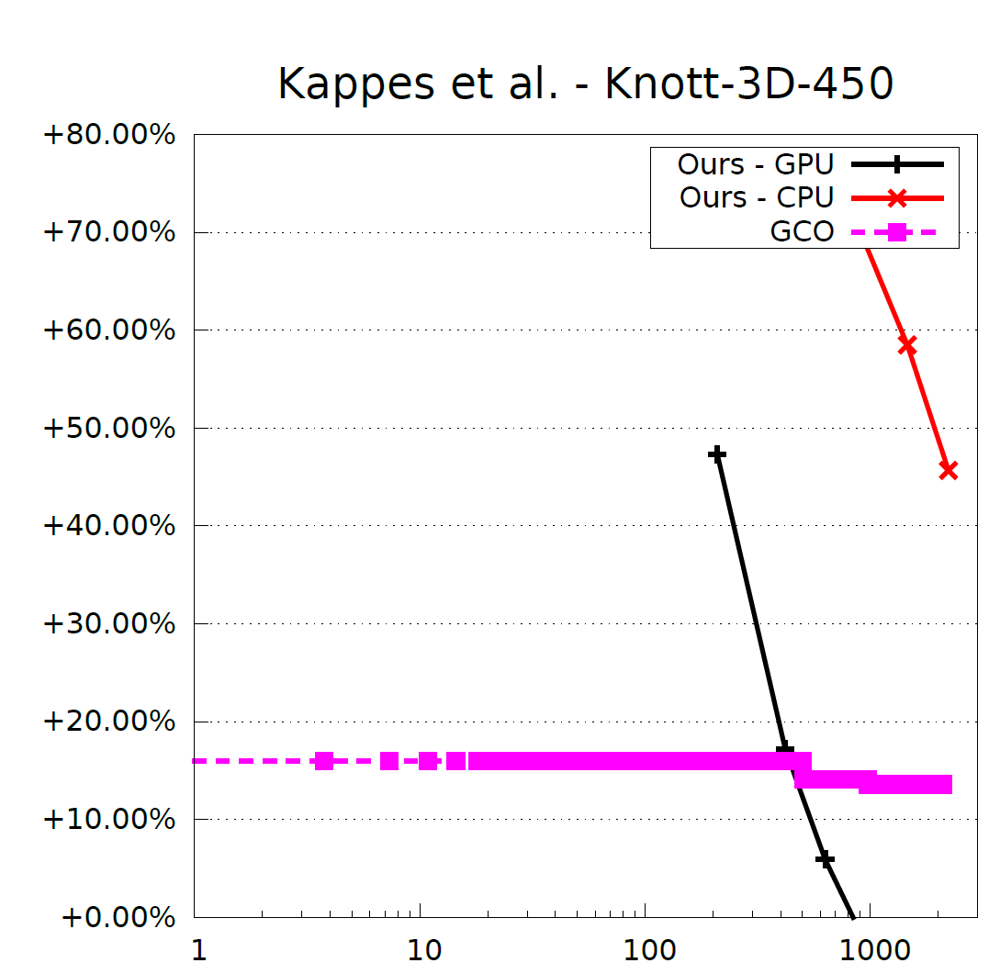 Kappes et al. - Knott-3D-450
+80.00%
Ours - GPU
Ours - CPU
+70.00%
GCO
+60.00%
+50.00%
+40.00%
+30.00%
+20.00%
+10.00%
+0.00%
1 10 100 1000